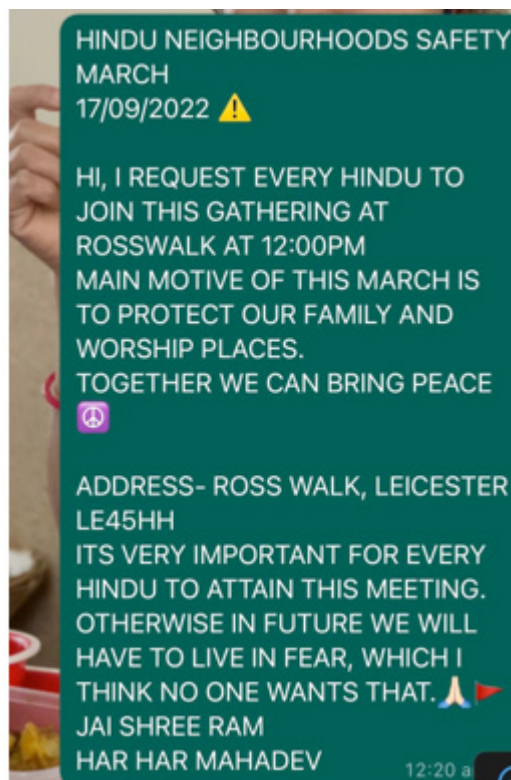 HINDU NEIGHBOURHOODS SAFETY
MARCH
17/09/2022 ⚠️
HI, I REQUEST EVERY HINDU TO
JOIN THIS GATHERING AT
ROSSWALK AT 12:00PM
MAIN MOTIVE OF THIS MARCH IS
TO PROTECT OUR FAMILY AND
WORSHIP PLACES.
TOGETHER WE CAN BRING PEACE
☮️
ADDRESS- ROSS WALK, LEICESTER
LE45HH
ITS VERY IMPORTANT FOR EVERY
HINDU TO ATTAIN THIS MEETING.
OTHERWISE IN FUTURE WE WILL
HAVE TO LIVE IN FEAR, WHICH I
THINK NO ONE WANTS THAT.🙏🏻🚩
JAI SHREE RAM
HAR HAR MAHADEV
12:20